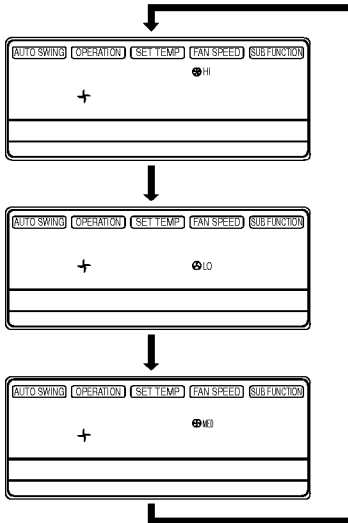 AUTO SWING OPERATION SET TEMP FAN SPEED SUB FUNCTION
HI
AUTO SWING OPERATION SET TEMP FAN SPEED SUB FUNCTION
LO
AUTO SWING OPERATION SET TEMP FAN SPEED SUB FUNCTION
MED